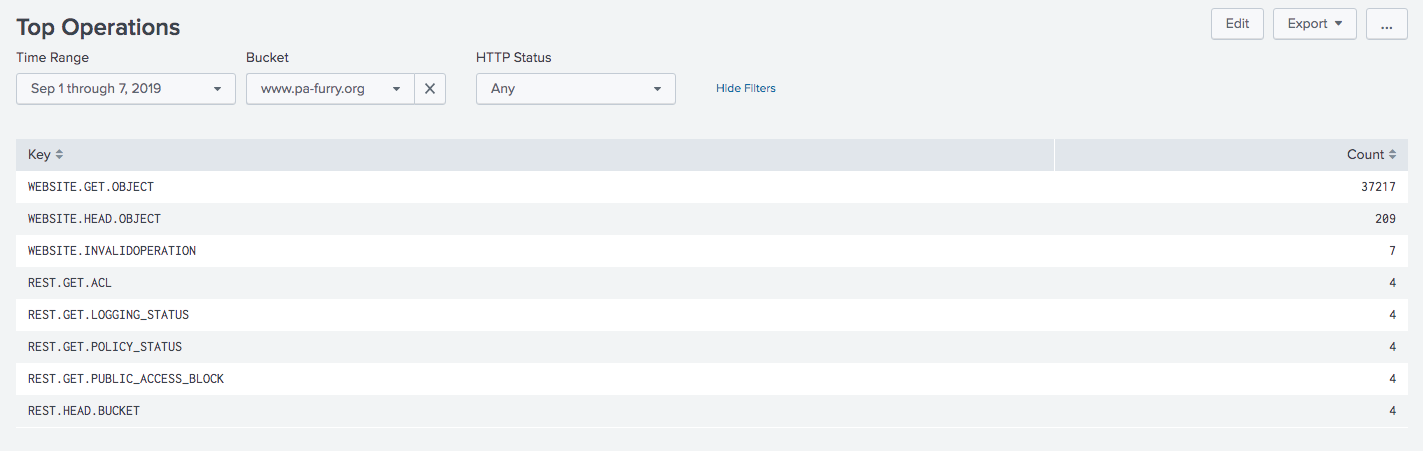 Top Operations
Edit Export ...
Time Range Bucket HTTP Status
Sep 1 through 7, 2019 www.pa-furry.org Any Hide Filters
Key Count
WEBSITE.GET.OBJECT 37217
WEBSITE.HEAD.OBJECT 209
WEBSITE.INVALIDOPERATION 7
REST.GET.ACL 4
REST.GET.LOGGING_STATUS 4
REST.GET.POLICY_STATUS 4
REST.GET.PUBLIC_ACCESS_BLOCK 4
REST.HEAD.BUCKET 4